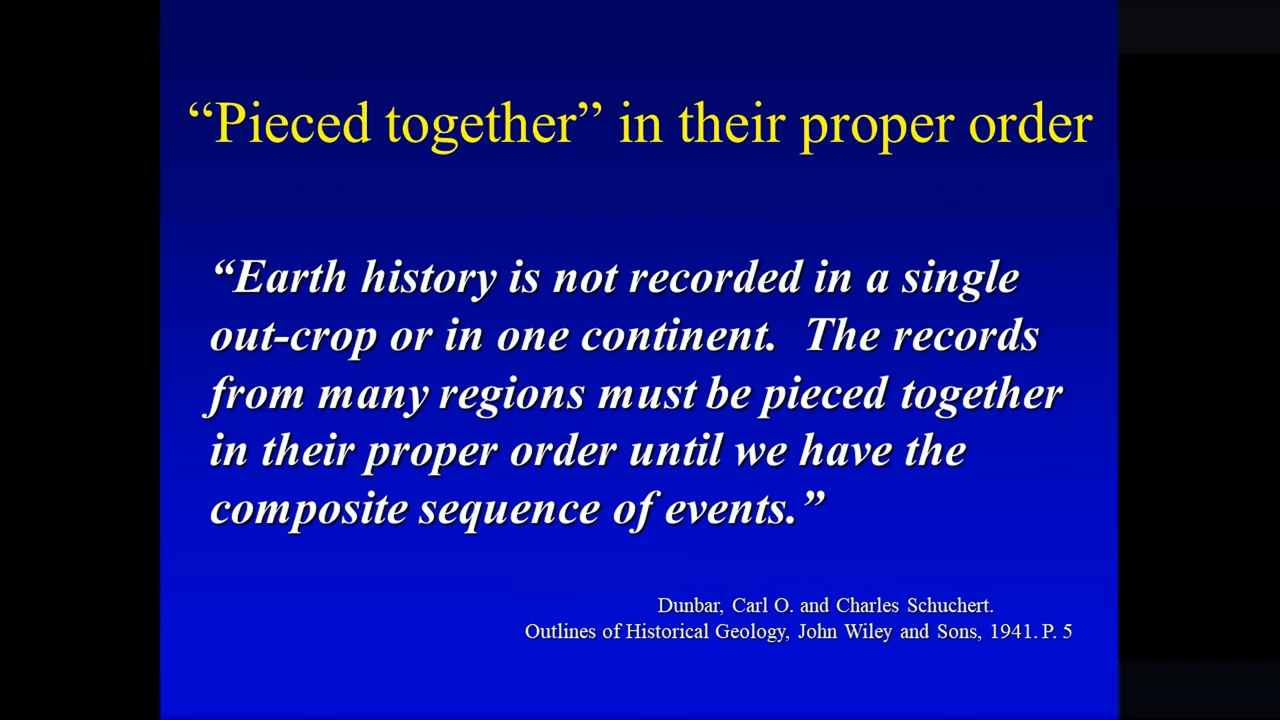 “Pieced together” in their proper order
“Earth history is not recorded in a single
out-crop or in one continent.  The records
from many regions must be pieced together
in their proper order until we have the
composite sequence of events.”
Dunbar, Carl O. and Charles Schuchert.
Outlines of Historical Geology, John Wiley and Sons, 1941. P. 5